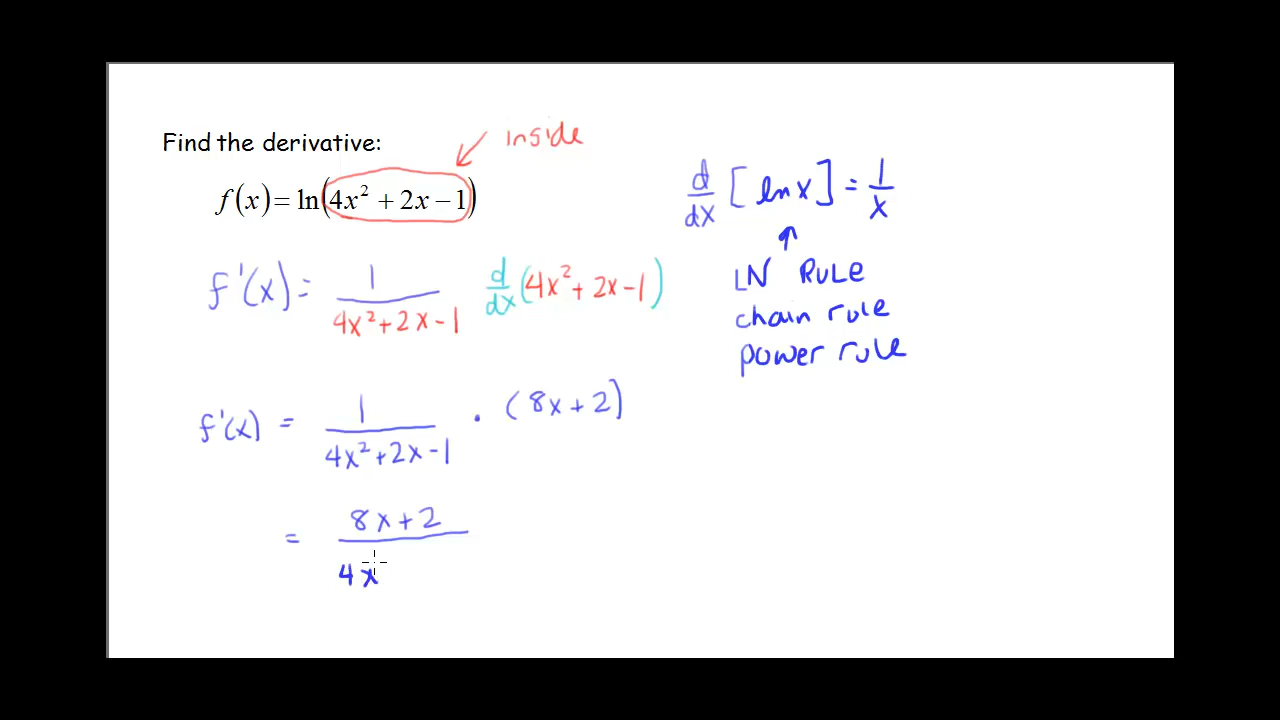 Find the derivative:
inside
f(x) = ln(4x² + 2x − 1)
d/dx [ln x] = 1/x
LN RULE
chain rule
power rule
f'(x) = 1/(4x² + 2x − 1) d/dx (4x² + 2x − 1)
f'(x) = 1/(4x² + 2x − 1) · (8x + 2)
= (8x + 2)/(4x